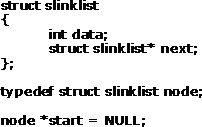 struct slinklist
{
int data;
struct slinklist* next;
};
typedef struct slinklist node;
node *start = NULL;